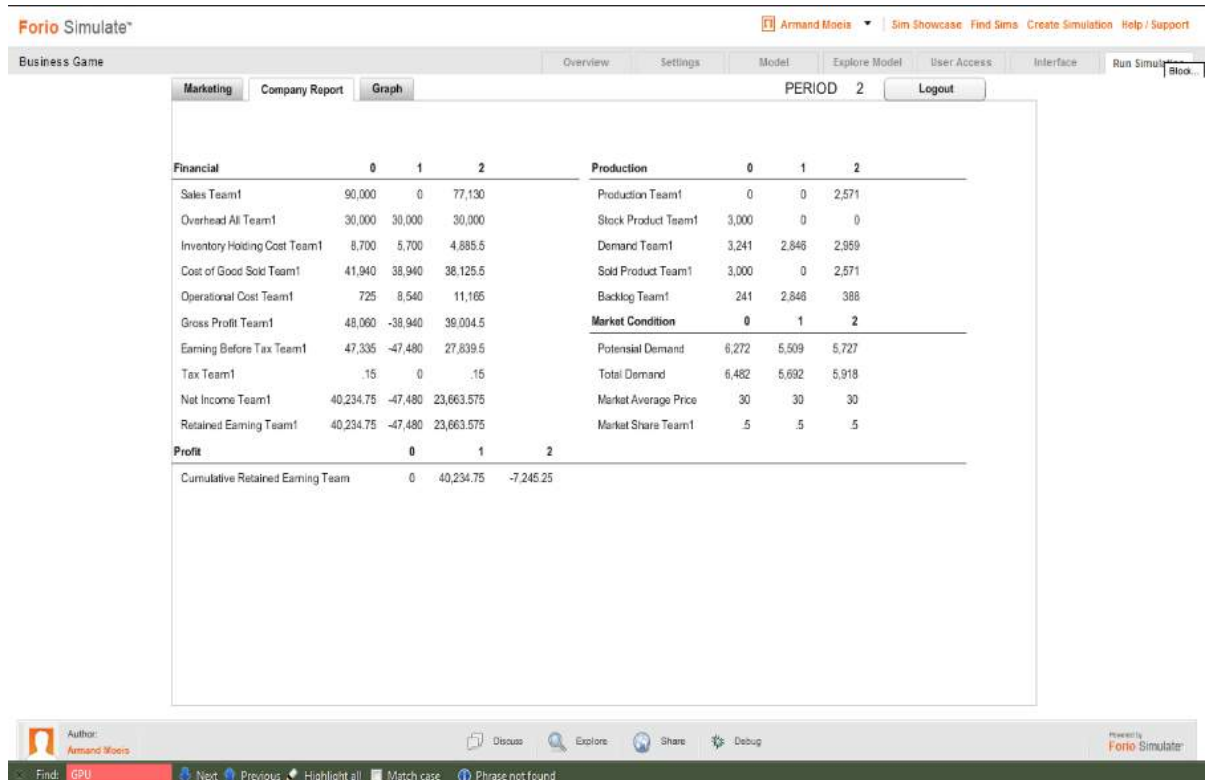 Forio Simulate™
Armand Moeis ▼ Sim Showcase Find Sims Create Simulation Help / Support
Business Game Overview Settings Model Explore Model User Access Interface Run Simulation
Block...
Marketing Company Report Graph PERIOD 2 Logout
Financial 0 1 2
Sales Team1 90,000 0 77,130
Overhead All Team1 30,000 30,000 30,000
Inventory Holding Cost Team1 8,700 5,700 4,885.5
Cost of Good Sold Team1 41,940 38,940 38,125.5
Operational Cost Team1 725 8,540 11,165
Gross Profit Team1 48,060 -38,940 39,004.5
Earning Before Tax Team1 47,335 -47,480 27,839.5
Tax Team1 .15 0 .15
Net Income Team1 40,234.75 -47,480 23,663.575
Retained Earning Team1 40,234.75 -47,480 23,663.575
Profit 0 1 2
Cumulative Retained Earning Team 0 40,234.75 -7,245.25
Production 0 1 2
Production Team1 0 0 2,571
Stock Product Team1 3,000 0 0
Demand Team1 3,241 2,846 2,959
Sold Product Team1 3,000 0 2,571
Backlog Team1 241 2,846 388
Market Condition 0 1 2
Potensial Demand 6,272 5,509 5,727
Total Demand 6,482 5,692 5,918
Market Average Price 30 30 30
Market Share Team1 .5 .5 .5
Author:
Armand Moeis
Discuss Explore Share Debug
Powered by
Forio Simulate™
× Find: GPU Next Previous Highlight all Match case Phrase not found